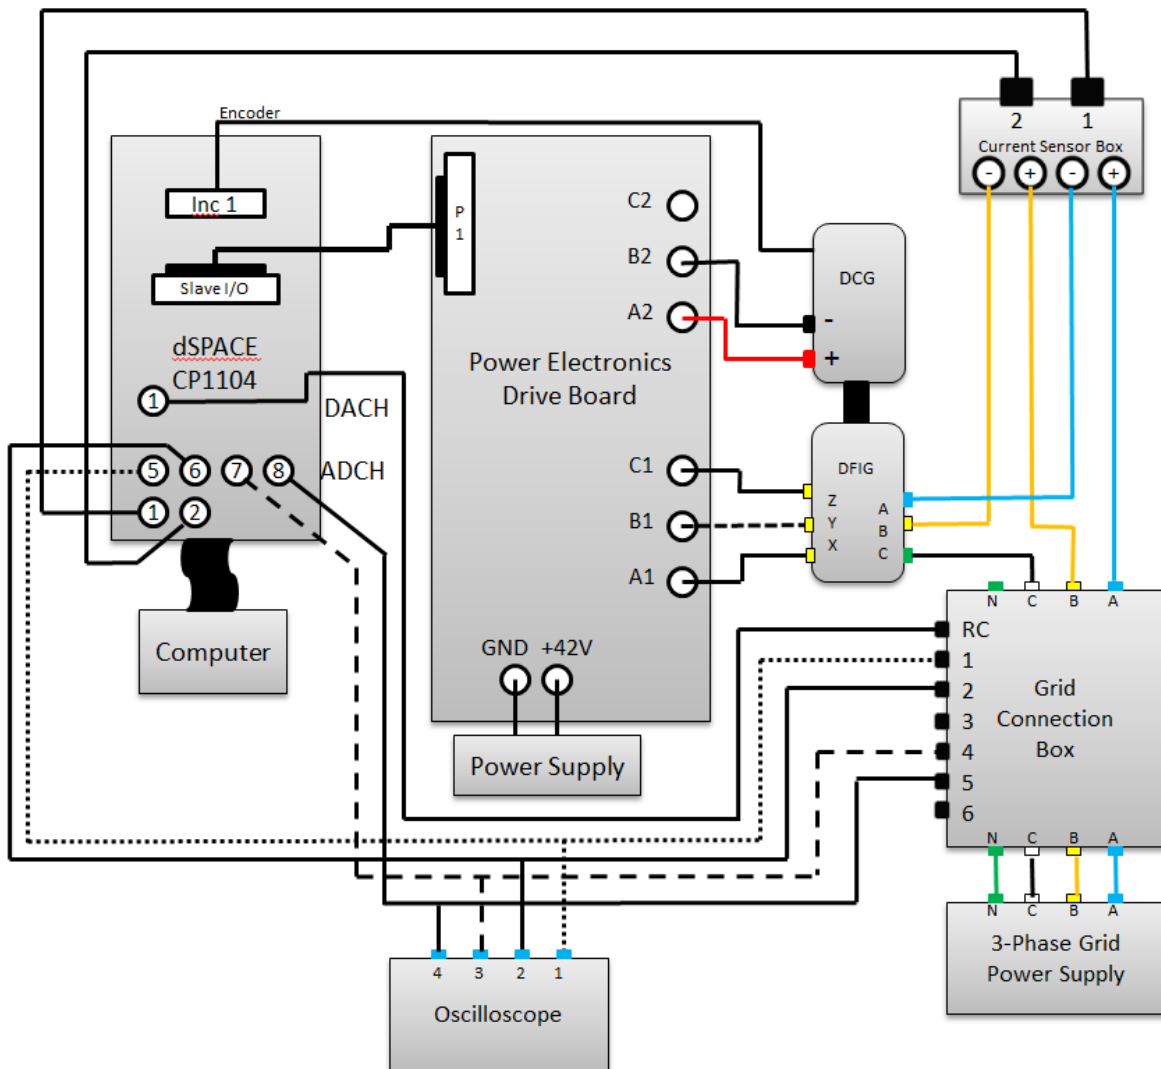 2 1
Current Sensor Box
- + - +
Encoder
Inc 1
Slave I/O
dSPACE
CP1104
1
DACH
5 6 7 8 ADCH
1 2
Computer
P
1
C2
B2
A2
Power Electronics
Drive Board
C1
B1
A1
GND +42V
Power Supply
DCG
-
+
DFIG
Z
Y
X
A
B
C
N C B A
RC
1
2
3
4
5
6
Grid
Connection
Box
N C B A
N C B A
3-Phase Grid
Power Supply
4 3 2 1
Oscilloscope